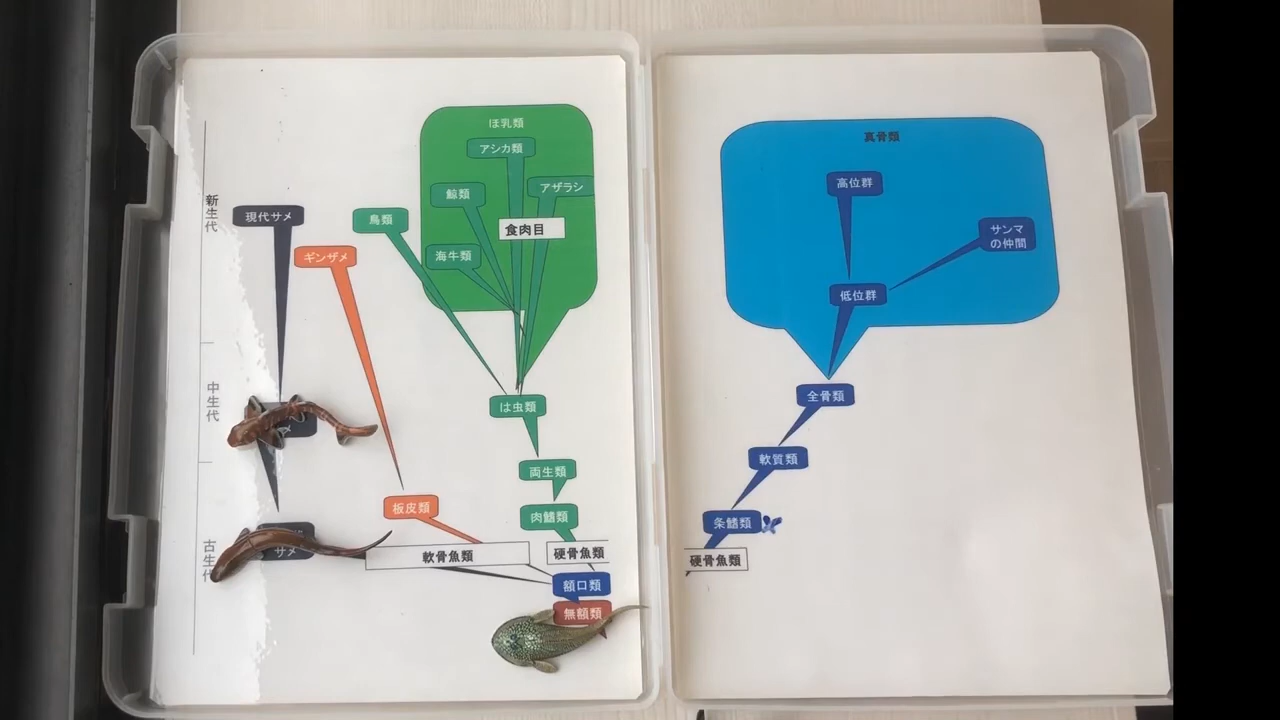 ほ乳類
アシカ類
鯨類
アザラシ
食肉目
海牛類
新生代
現代サメ
鳥類
ギンザメ
中生代
は虫類
両生類
板皮類
肉鰭類
古生代
サメ
軟骨魚類
硬骨魚類
顎口類
無顎類
真骨類
高位群
サンマ
の仲間
低位群
全骨類
軟質類
条鰭類
硬骨魚類